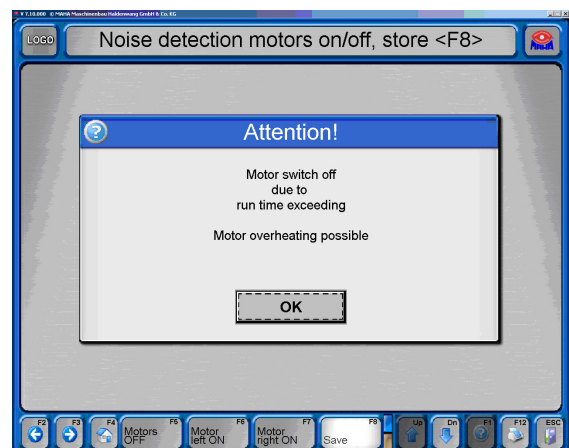 V 7.10.000 © MAHA Maschinenbau Haldenwang GmbH & Co. KG
LOGO
Noise detection motors on/off, store <F8>
MAHA
Attention!
Motor switch off
due to
run time exceeding
Motor overheating possible
OK
F2
F3
F4
Motors OFF F5
Motor left ON F6
Motor right ON F7
Save F8
Up
Dn
F1
F12
ESC